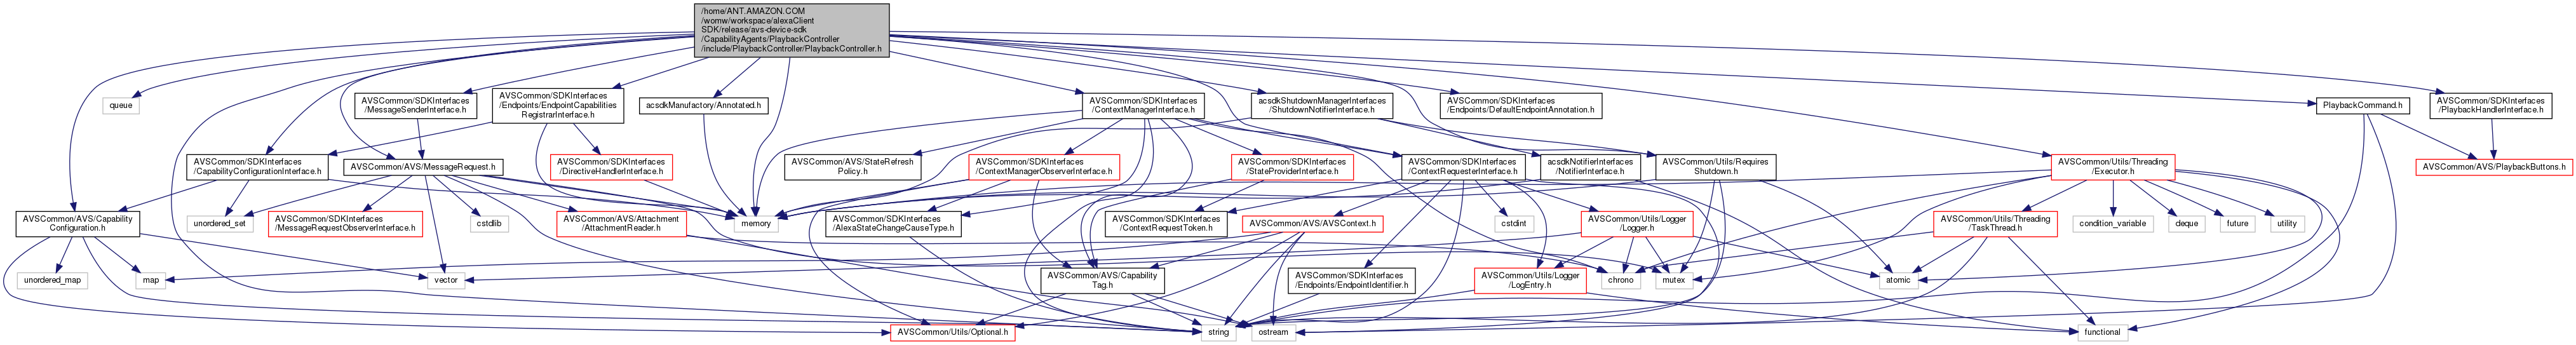 /home/ANT.AMAZON.COM
/womw/workspace/alexaClient
SDK/release/avs-device-sdk
/CapabilityAgents/PlaybackController
/include/PlaybackController/PlaybackController.h
queue
AVSCommon/SDKInterfaces
/MessageSenderInterface.h
AVSCommon/SDKInterfaces
/Endpoints/EndpointCapabilities
RegistrarInterface.h
acsdkManufactory/Annotated.h
AVSCommon/SDKInterfaces
/ContextManagerInterface.h
acsdkShutdownManagerInterfaces
/ShutdownNotifierInterface.h
AVSCommon/SDKInterfaces
/Endpoints/DefaultEndpointAnnotation.h
PlaybackCommand.h
AVSCommon/SDKInterfaces
/PlaybackHandlerInterface.h
AVSCommon/SDKInterfaces
/CapabilityConfigurationInterface.h
AVSCommon/AVS/MessageRequest.h
AVSCommon/SDKInterfaces
/DirectiveHandlerInterface.h
AVSCommon/AVS/StateRefresh
Policy.h
AVSCommon/SDKInterfaces
/ContextManagerObserverInterface.h
AVSCommon/SDKInterfaces
/StateProviderInterface.h
AVSCommon/SDKInterfaces
/ContextRequesterInterface.h
acsdkNotifierInterfaces
/NotifierInterface.h
AVSCommon/Utils/Requires
Shutdown.h
AVSCommon/Utils/Threading
/Executor.h
AVSCommon/AVS/PlaybackButtons.h
AVSCommon/AVS/Capability
Configuration.h
unordered_set
AVSCommon/SDKInterfaces
/MessageRequestObserverInterface.h
cstdlib
AVSCommon/AVS/Attachment
/AttachmentReader.h
memory
AVSCommon/SDKInterfaces
/AlexaStateChangeCauseType.h
AVSCommon/SDKInterfaces
/ContextRequestToken.h
AVSCommon/AVS/AVSContext.h
cstdint
AVSCommon/Utils/Logger
/Logger.h
AVSCommon/Utils/Threading
/TaskThread.h
condition_variable
deque
future
utility
unordered_map
map
vector
AVSCommon/AVS/Capability
Tag.h
AVSCommon/SDKInterfaces
/Endpoints/EndpointIdentifier.h
AVSCommon/Utils/Logger
/LogEntry.h
chrono
mutex
atomic
AVSCommon/Utils/Optional.h
string
ostream
functional